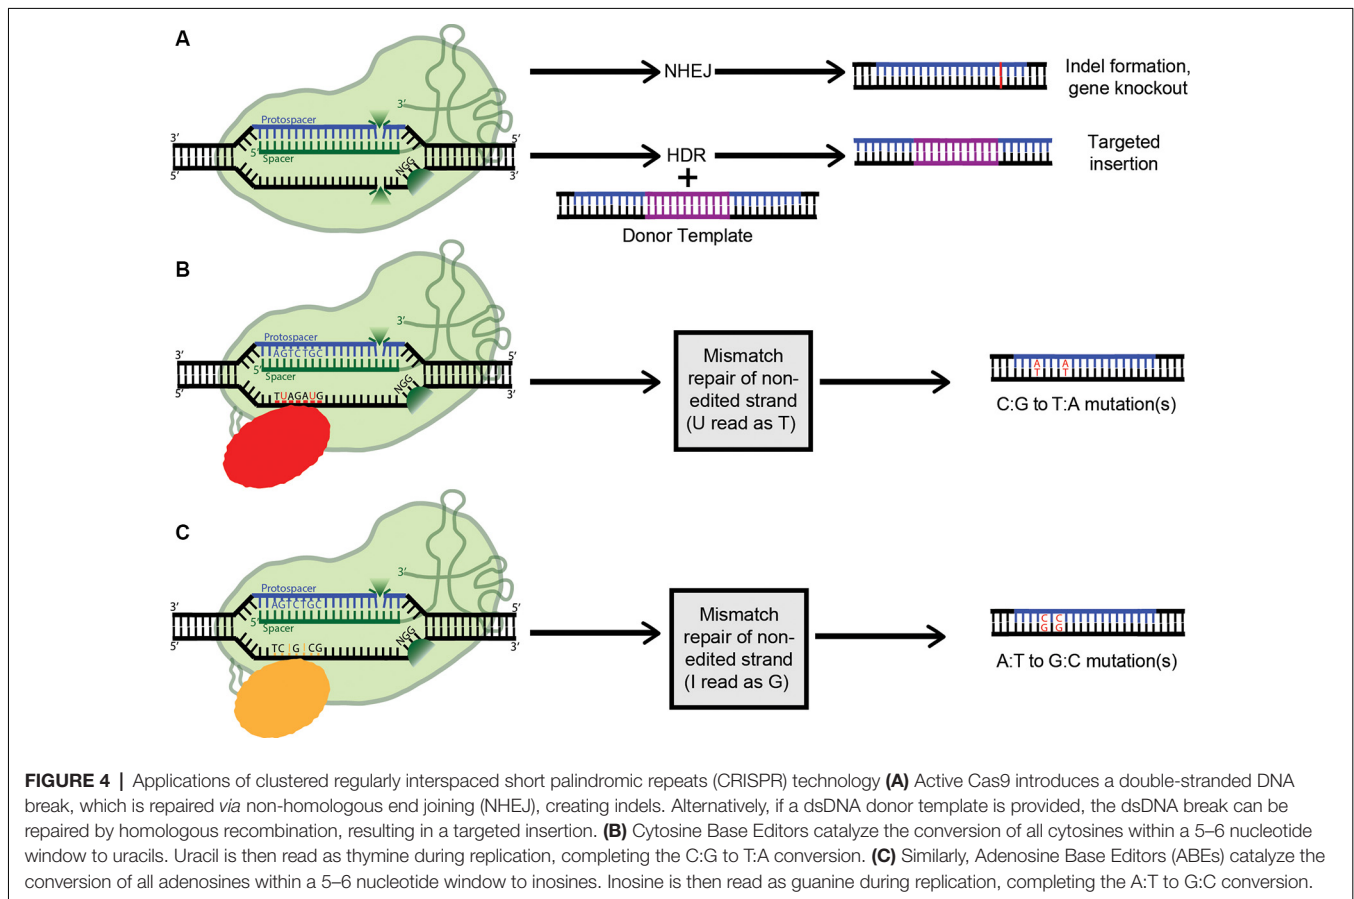 A
3′
Protospacer
5′
Spacer
NGG
3′
5′
5′
3′
NHEJ
Indel formation,
gene knockout
HDR
+
Donor Template
Targeted
insertion
B
3′
Protospacer
AGTCTGC
5′
Spacer
NGG
TUAGAUG
3′
5′
5′
3′
Mismatch
repair of non-
edited strand
(U read as T)
A A
T T
C:G to T:A mutation(s)
C
3′
Protospacer
AGTCTGC
5′
Spacer
NGG
TCIGICG
3′
5′
5′
3′
Mismatch
repair of non-
edited strand
(I read as G)
C C
G G
A:T to G:C mutation(s)
FIGURE 4 | Applications of clustered regularly interspaced short palindromic repeats (CRISPR) technology (A) Active Cas9 introduces a double-stranded DNA
break, which is repaired via non-homologous end joining (NHEJ), creating indels. Alternatively, if a dsDNA donor template is provided, the dsDNA break can be
repaired by homologous recombination, resulting in a targeted insertion. (B) Cytosine Base Editors catalyze the conversion of all cytosines within a 5–6 nucleotide
window to uracils. Uracil is then read as thymine during replication, completing the C:G to T:A conversion. (C) Similarly, Adenosine Base Editors (ABEs) catalyze the
conversion of all adenosines within a 5–6 nucleotide window to inosines. Inosine is then read as guanine during replication, completing the A:T to G:C conversion.